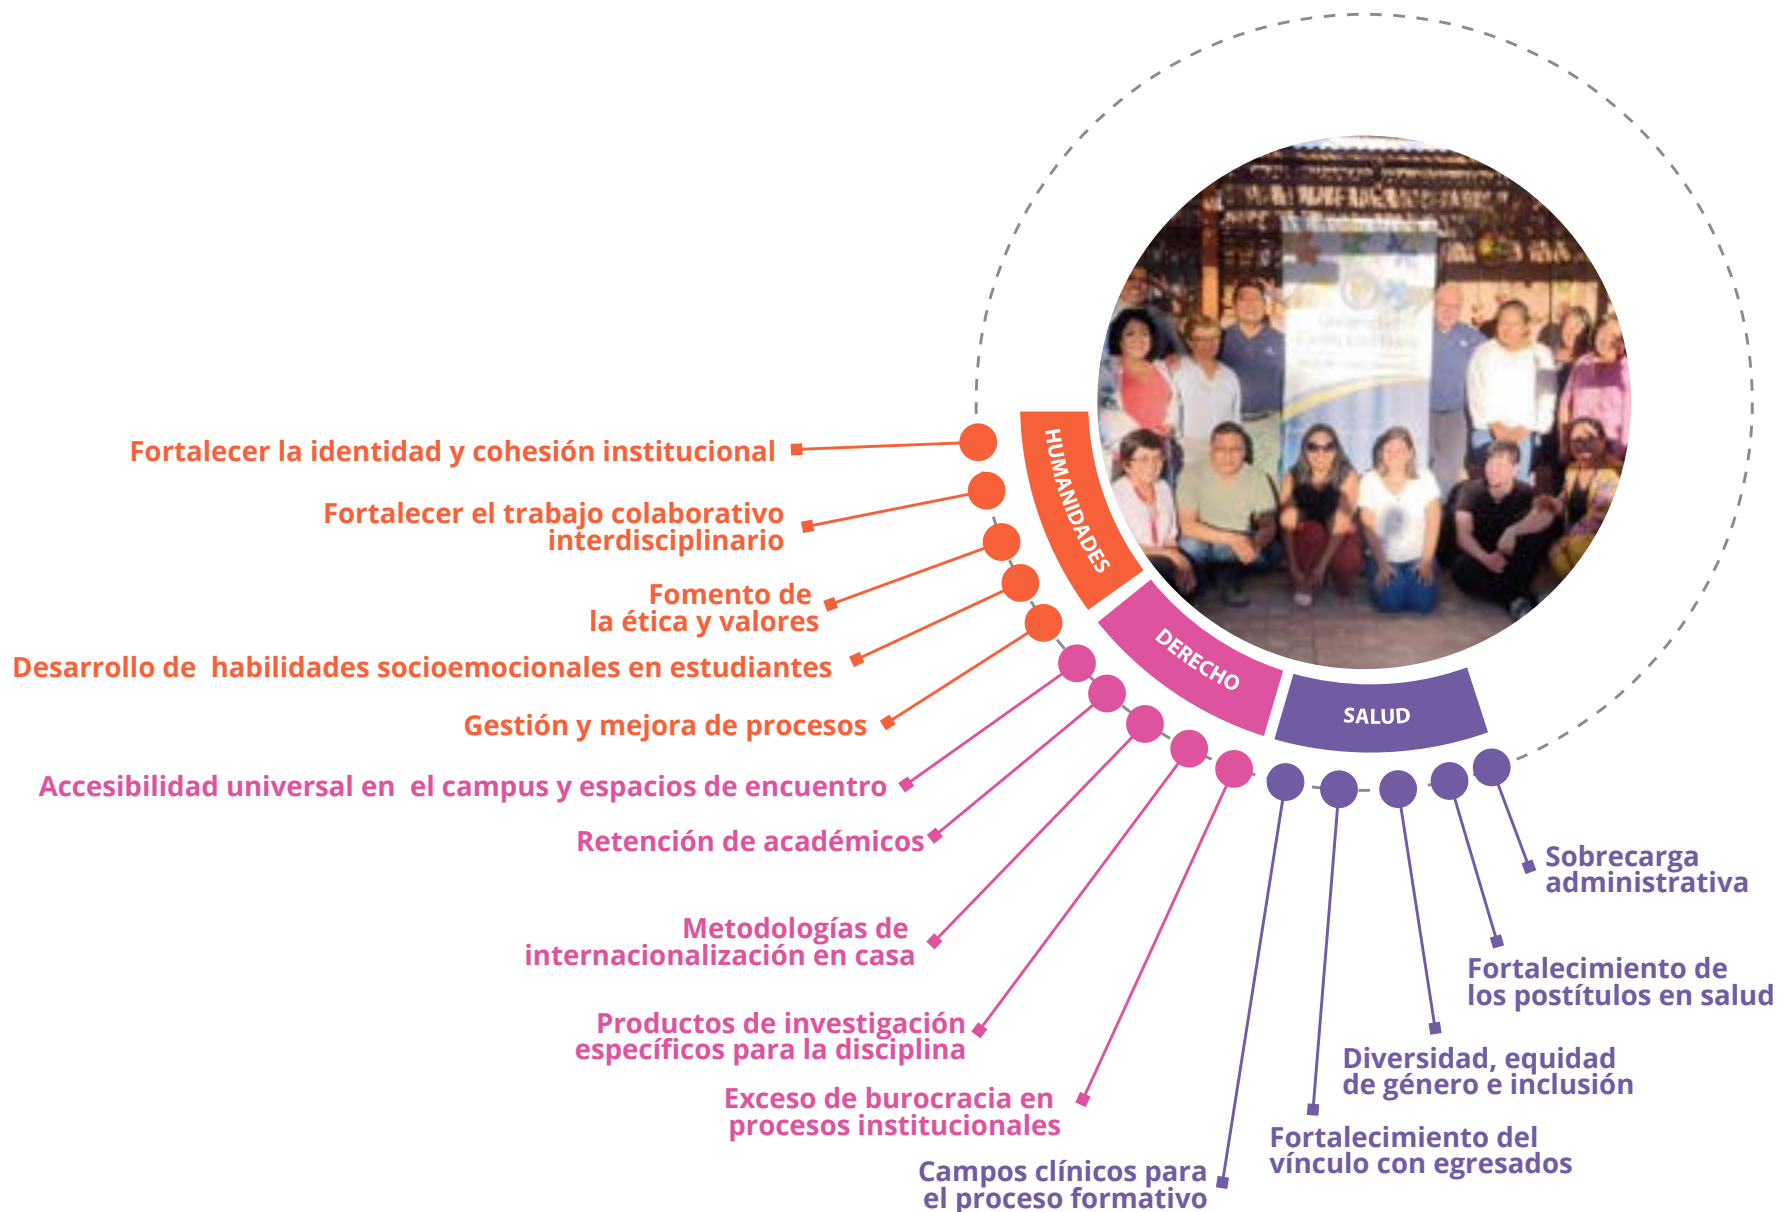 HUMANIDADES
Fortalecer la identidad y cohesión institucional
Fortalecer el trabajo colaborativo
interdisciplinario
Fomento de
la ética y valores
Desarrollo de habilidades socioemocionales en estudiantes
Gestión y mejora de procesos
DERECHO
Accesibilidad universal en el campus y espacios de encuentro
Retención de académicos
Metodologías de
internacionalización en casa
Productos de investigación
específicos para la disciplina
Exceso de burocracia en
procesos institucionales
SALUD
Campos clínicos para
el proceso formativo
Fortalecimiento del
vínculo con egresados
Diversidad, equidad
de género e inclusión
Fortalecimiento de
los postítulos en salud
Sobrecarga
administrativa